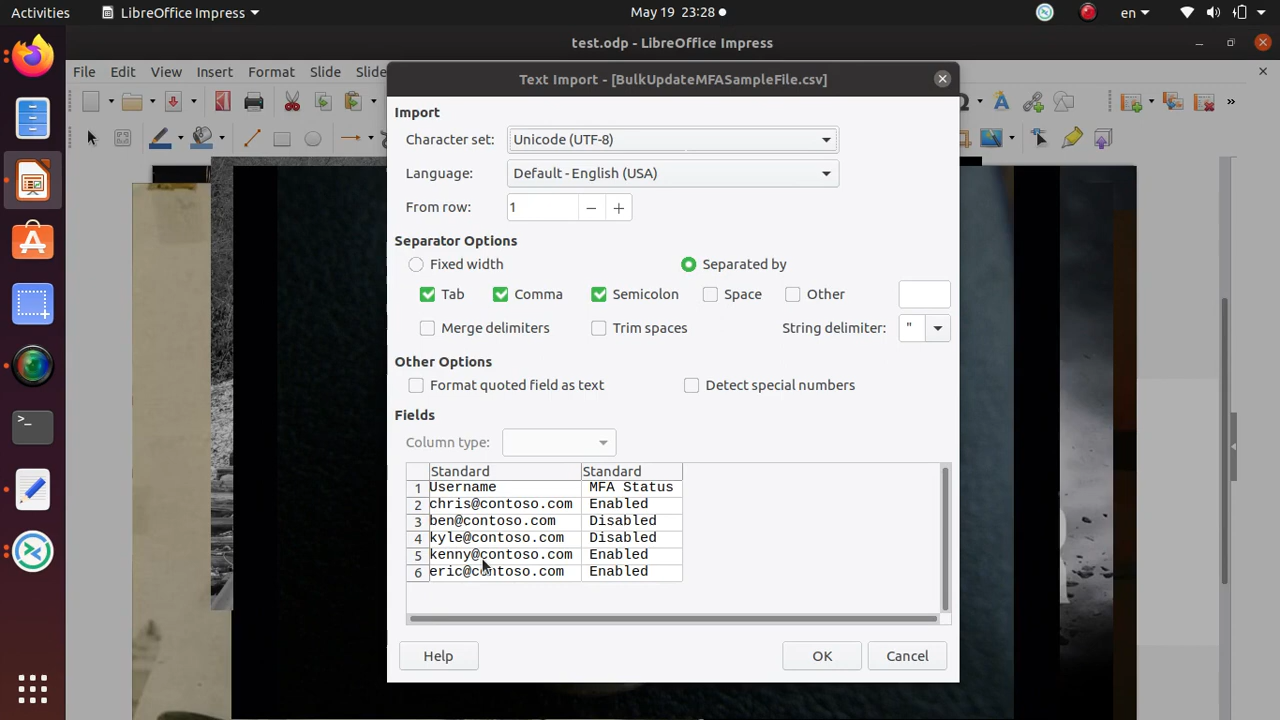 Activities LibreOffice Impress May 19 23:28 en
test.odp - LibreOffice Impress
File Edit View Insert Format Slide Slide
Text Import - [BulkUpdateMFASampleFile.csv]
Import
Character set: Unicode (UTF-8)
Language: Default - English (USA)
From row: 1
Separator Options
Fixed width Separated by
Tab Comma Semicolon Space Other
Merge delimiters Trim spaces String delimiter: "
Other Options
Format quoted field as text Detect special numbers
Fields
Column type:
Standard Standard
1 Username MFA Status
2 chris@contoso.com Enabled
3 ben@contoso.com Disabled
4 kyle@contoso.com Disabled
5 kenny@contoso.com Enabled
6 eric@contoso.com Enabled
Help OK Cancel